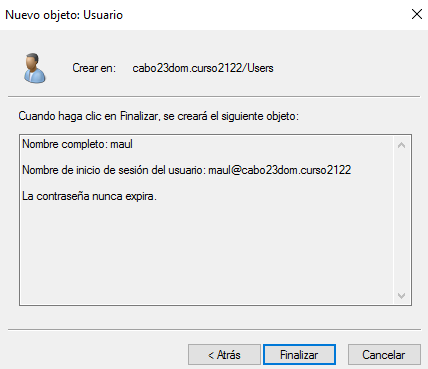 Nuevo objeto: Usuario
Crear en: cabo23dom.curso2122/Users
Cuando haga clic en Finalizar, se creará el siguiente objeto:
Nombre completo: maul
Nombre de inicio de sesión del usuario: maul@cabo23dom.curso2122
La contraseña nunca expira.
< Atrás Finalizar Cancelar